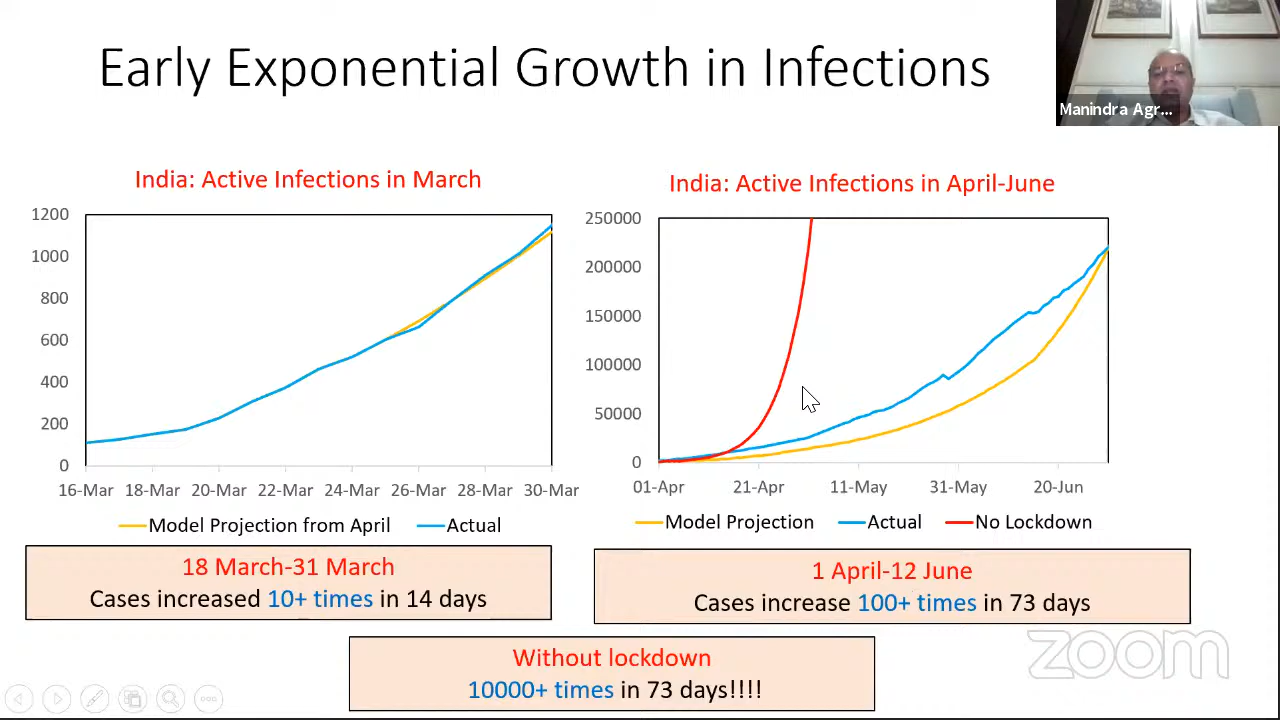 Early Exponential Growth in Infections
Manindra Agr...
India: Active Infections in March
1200
1000
800
600
400
200
0
16-Mar 18-Mar 20-Mar 22-Mar 24-Mar 26-Mar 28-Mar 30-Mar
Model Projection from April Actual
18 March-31 March
Cases increased 10+ times in 14 days
India: Active Infections in April-June
250000
200000
150000
100000
50000
0
01-Apr 21-Apr 11-May 31-May 20-Jun
Model Projection Actual No Lockdown
1 April-12 June
Cases increase 100+ times in 73 days
Without lockdown
10000+ times in 73 days!!!!
zoom